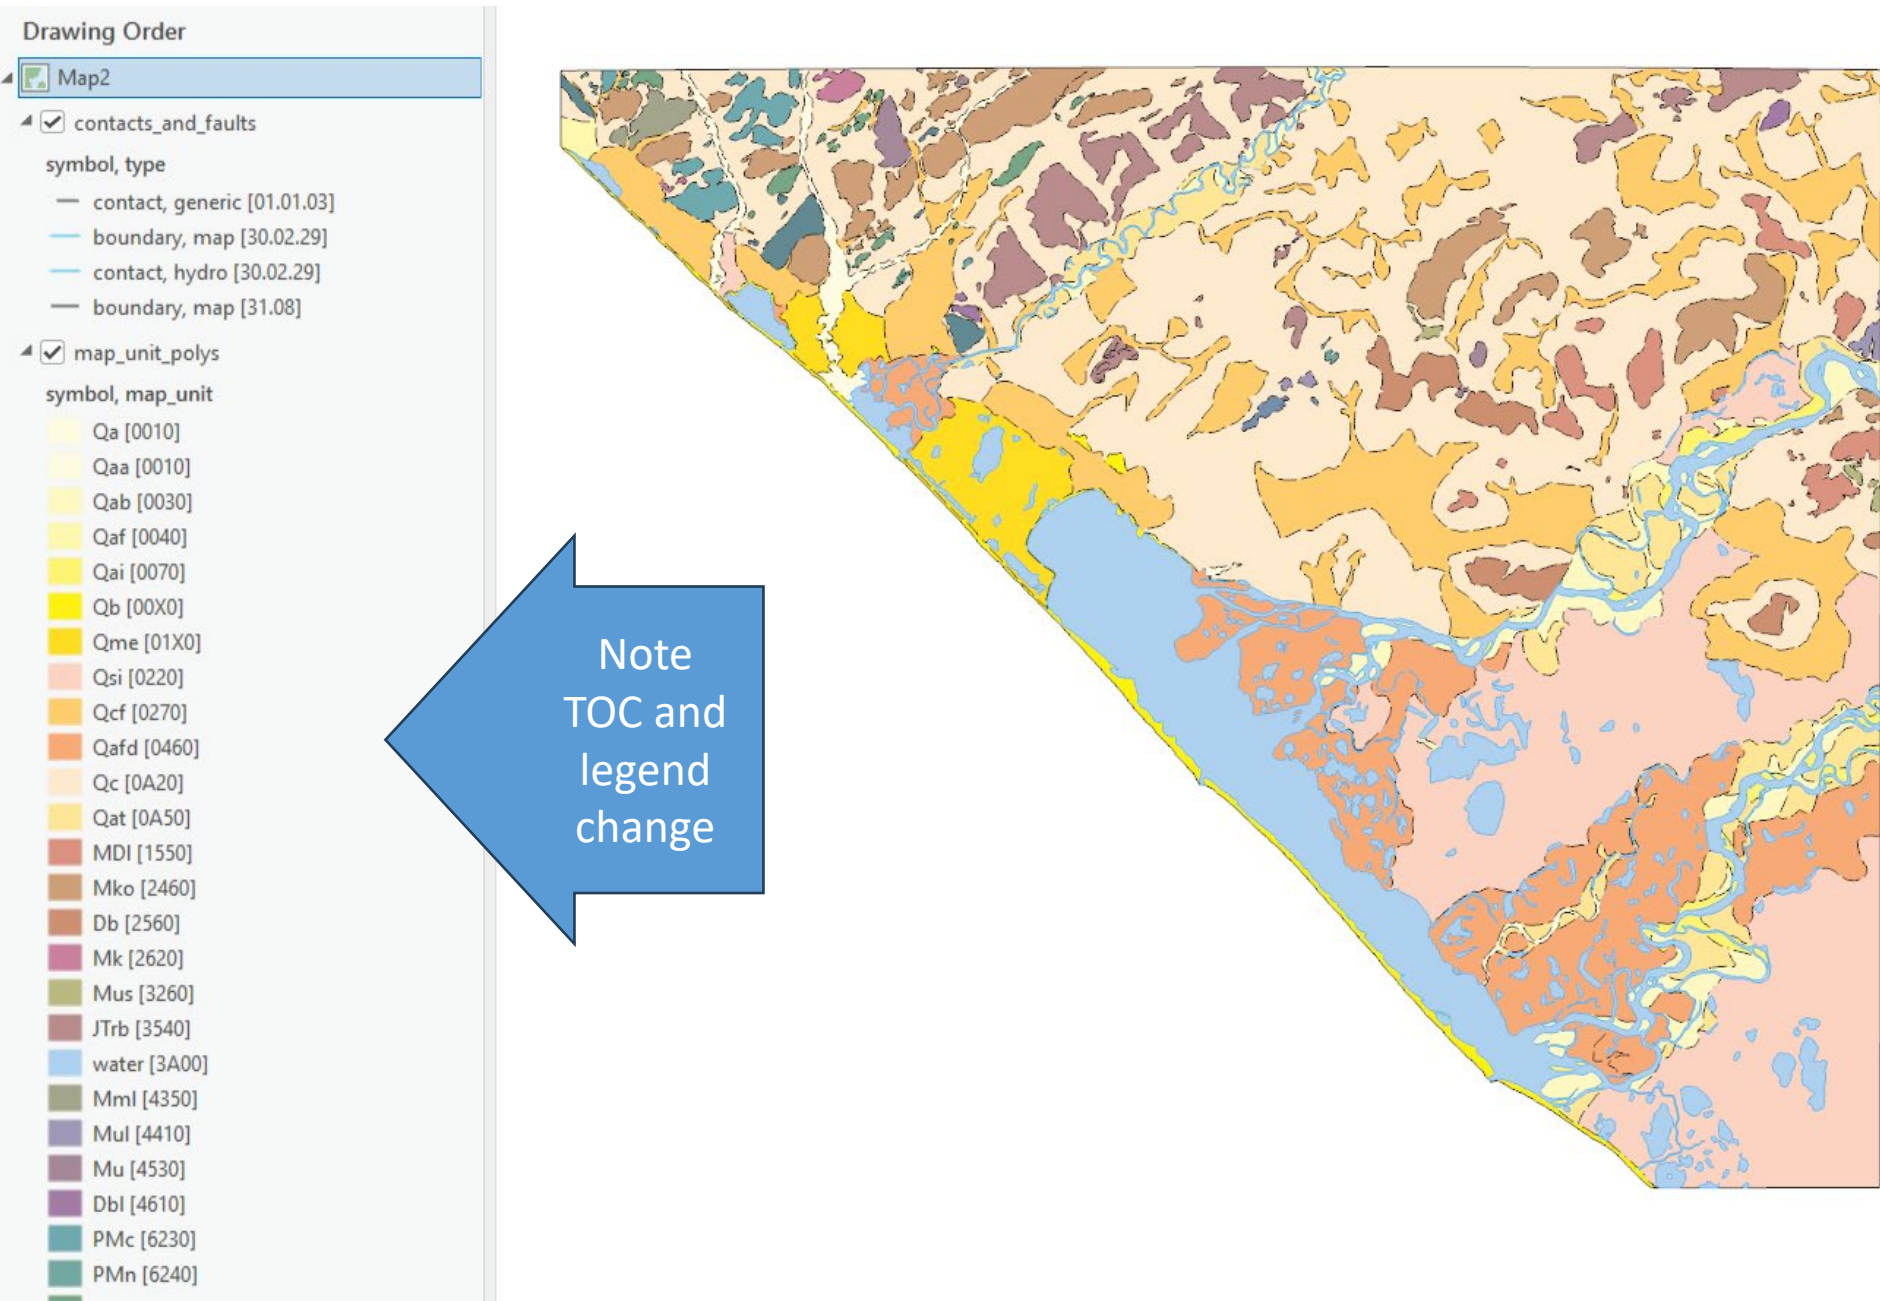 Drawing Order
Map2
contacts_and_faults
symbol, type
contact, generic [01.01.03]
boundary, map [30.02.29]
contact, hydro [30.02.29]
boundary, map [31.08]
map_unit_polys
symbol, map_unit
Qa [0010]
Qaa [0010]
Qab [0030]
Qaf [0040]
Qai [0070]
Qb [00X0]
Qme [01X0]
Qsi [0220]
Qcf [0270]
Qafd [0460]
Qc [0A20]
Qat [0A50]
MDl [1550]
Mko [2460]
Db [2560]
Mk [2620]
Mus [3260]
JTrb [3540]
water [3A00]
Mml [4350]
Mul [4410]
Mu [4530]
Dbl [4610]
PMc [6230]
PMn [6240]
Note
TOC and
legend
change